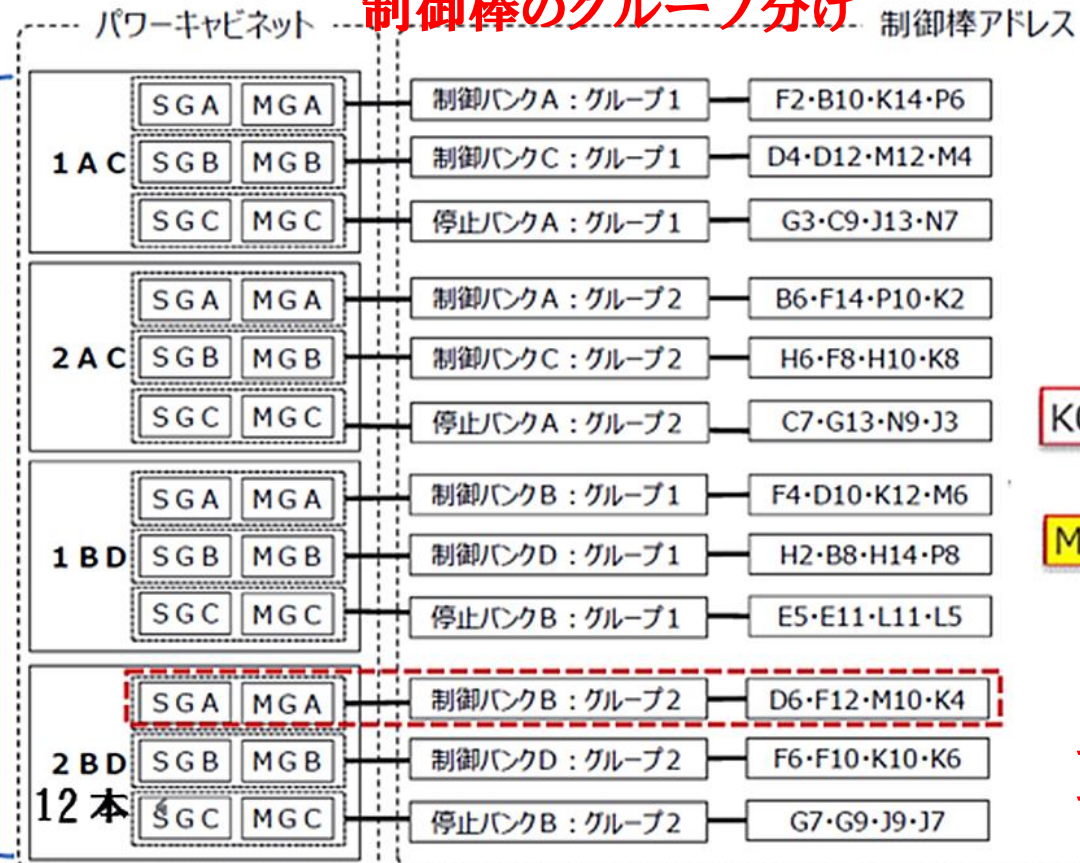 制御棒のグループ分け
パワーキャビネット
制御棒アドレス
1AC
SGA MGA 制御バンクA:グループ1 F2・B10・K14・P6
SGB MGB 制御バンクC:グループ1 D4・D12・M12・M4
SGC MGC 停止バンクA:グループ1 G3・C9・J13・N7
2AC
SGA MGA 制御バンクA:グループ2 B6・F14・P10・K2
SGB MGB 制御バンクC:グループ2 H6・F8・H10・K8
SGC MGC 停止バンクA:グループ2 C7・G13・N9・J3
1BD
SGA MGA 制御バンクB:グループ1 F4・D10・K12・M6
SGB MGB 制御バンクD:グループ1 H2・B8・H14・P8
SGC MGC 停止バンクB:グループ1 E5・E11・L11・L5
2BD
12本
SGA MGA 制御バンクB:グループ2 D6・F12・M10・K4
SGB MGB 制御バンクD:グループ2 F6・F10・K10・K6
SGC MGC 停止バンクB:グループ2 G7・G9・J9・J7